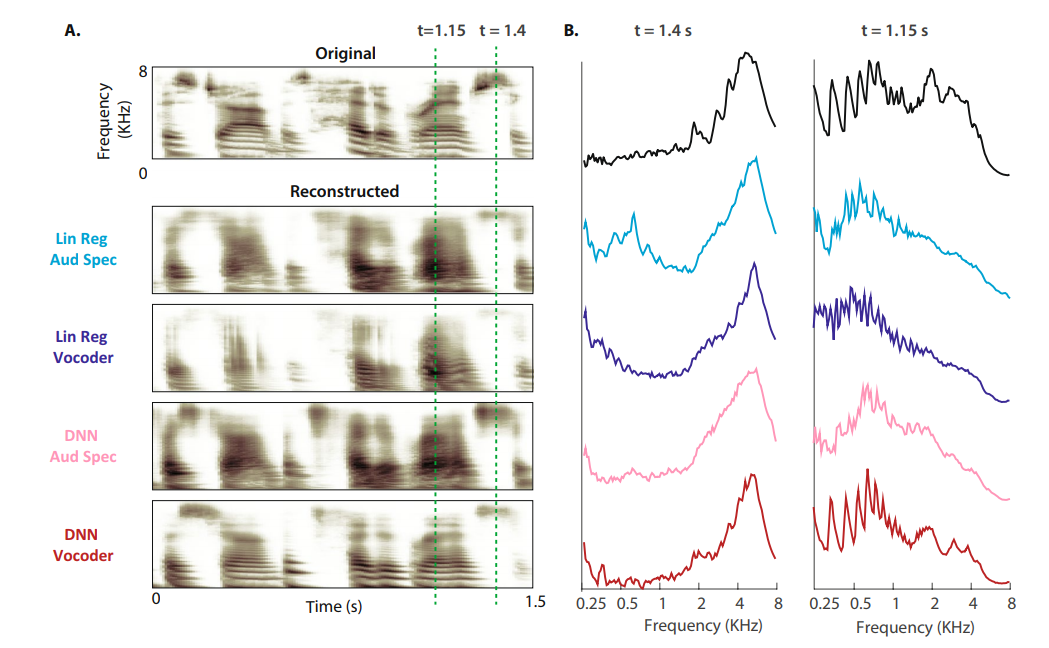 A.
t=1.15 t = 1.4
Original
8
Frequency
(KHz)
0
Reconstructed
Lin Reg
Aud Spec
Lin Reg
Vocoder
DNN
Aud Spec
DNN
Vocoder
0
Time (s)
1.5
B.
t = 1.4 s
t = 1.15 s
0.25 0.5 1 2 4 8
Frequency (KHz)
0.25 0.5 1 2 4 8
Frequency (KHz)